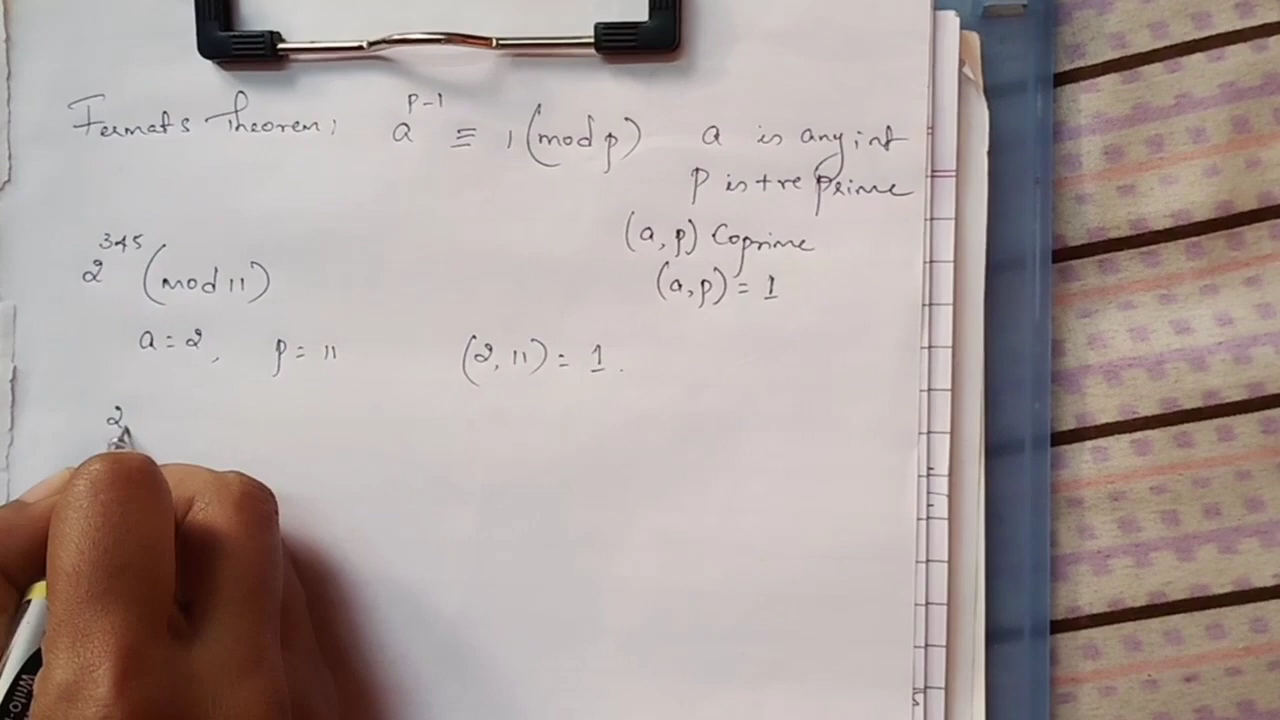 Fermat's Theorem; a^{p-1} ≡ 1 (mod p) a is any int
p is +ve prime
(a, p) Coprime
2^{345} (mod 11)
(a, p) = 1
a = 2, p = 11 (2, 11) = 1.
2